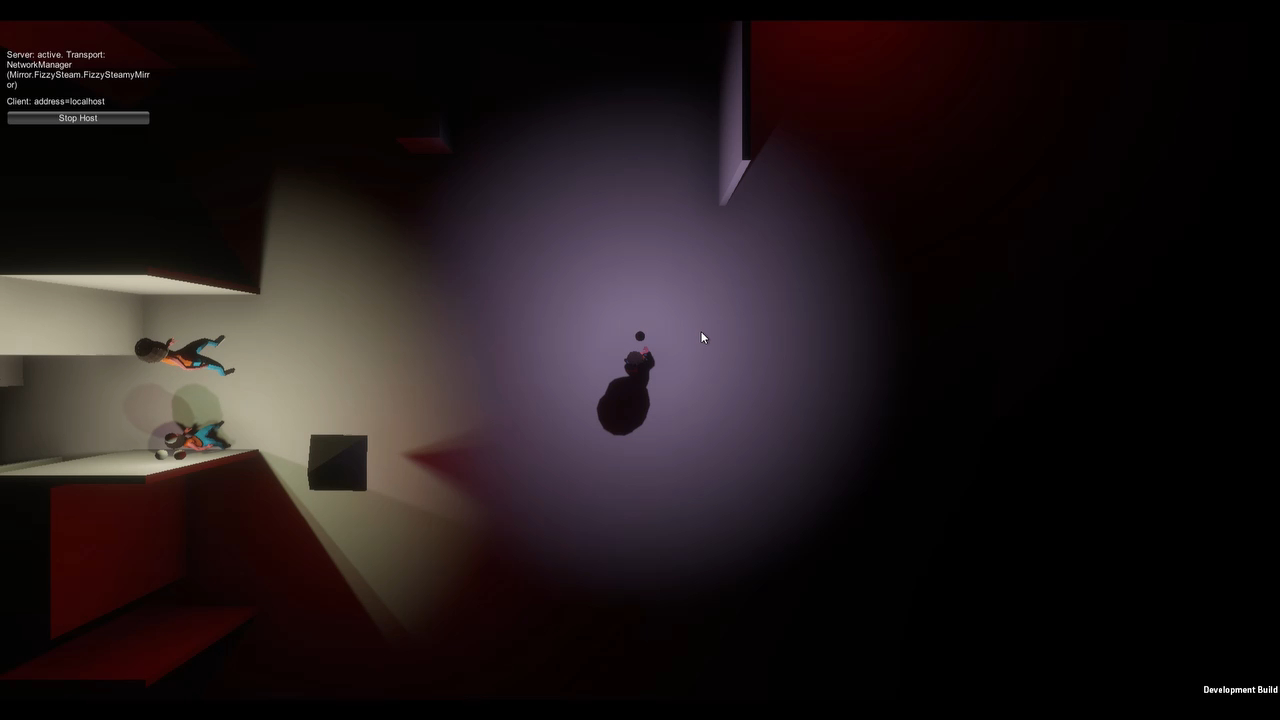 Server: active. Transport:
NetworkManager
(Mirror.FizzySteam.FizzySteamyMirr
or)
Client: address=localhost
Stop Host
Development Build